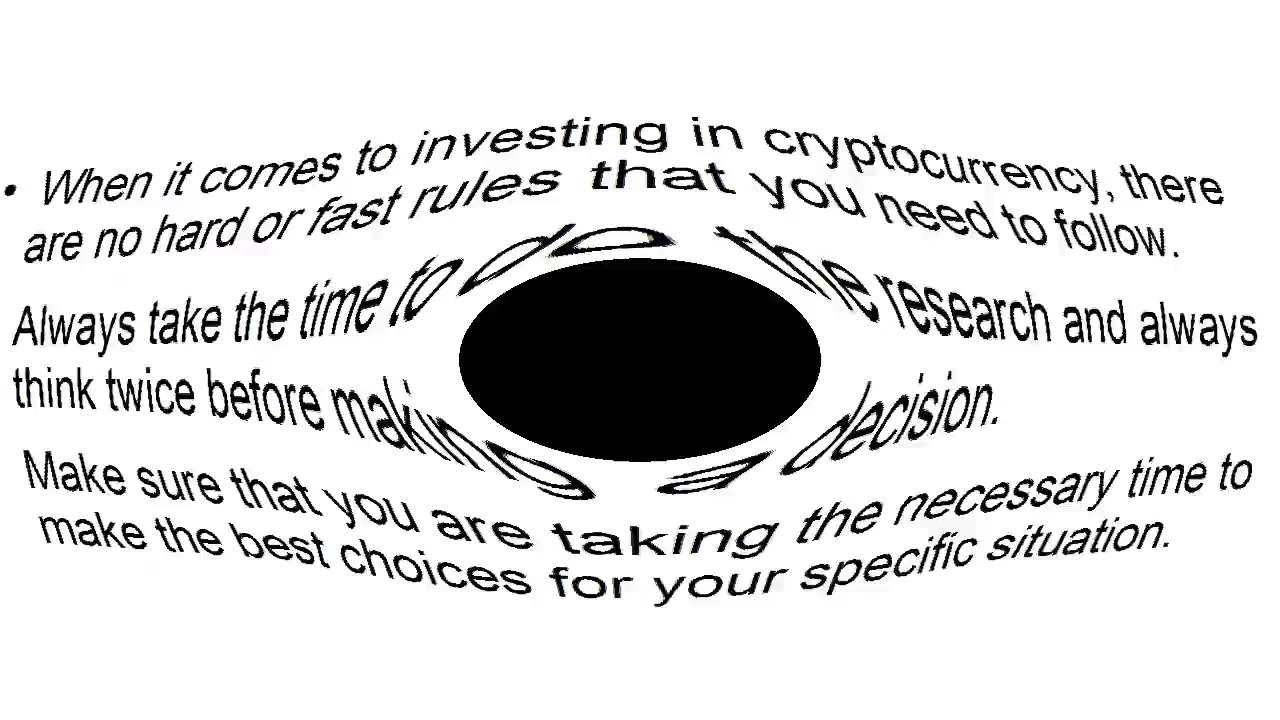 • When it comes to investing in cryptocurrency, there
are no hard or fast rules that you need to follow.
Always take the time to do the research and always
think twice before making a decision.
Make sure that you are taking the necessary time to
make the best choices for your specific situation.